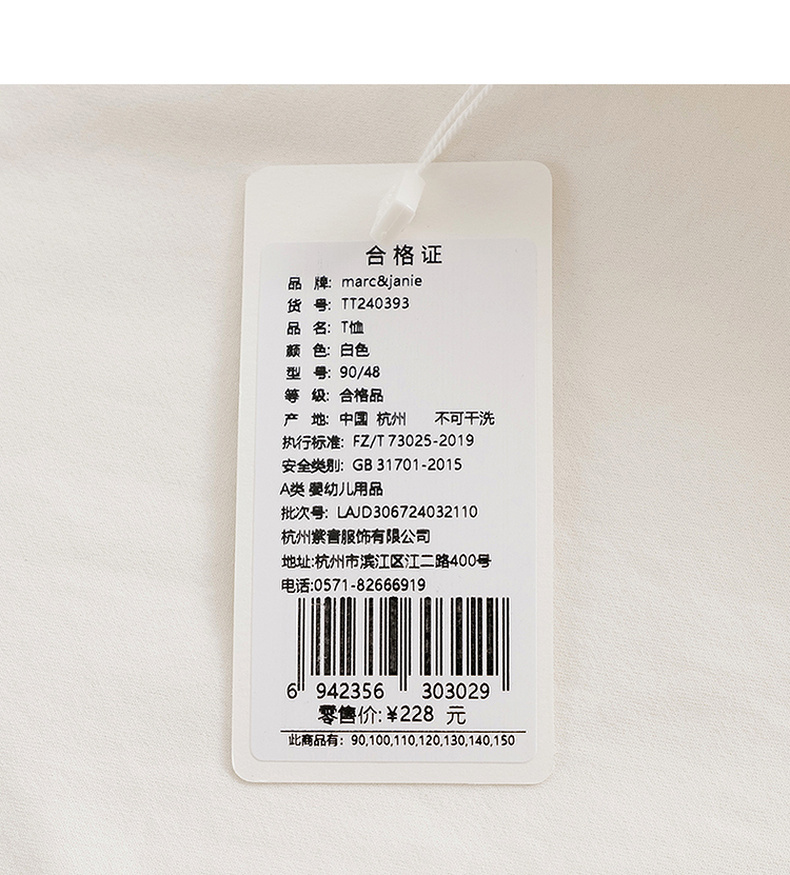 合格证
品 牌: marc&janie
货 号: TT240393
品 名: T恤
颜 色: 白色
型 号: 90/48
等 级: 合格品
产 地: 中国 杭州 不可干洗
执行标准: FZ/T 73025-2019
安全类别: GB 31701-2015
A类 婴幼儿用品
批次号: LAJD306724032110
杭州紫耆服饰有限公司
地址:杭州市滨江区江二路400号
电话:0571-82666919
6 942356 303029
零售价:¥228 元
此商品有: 90,100,110,120,130,140,150